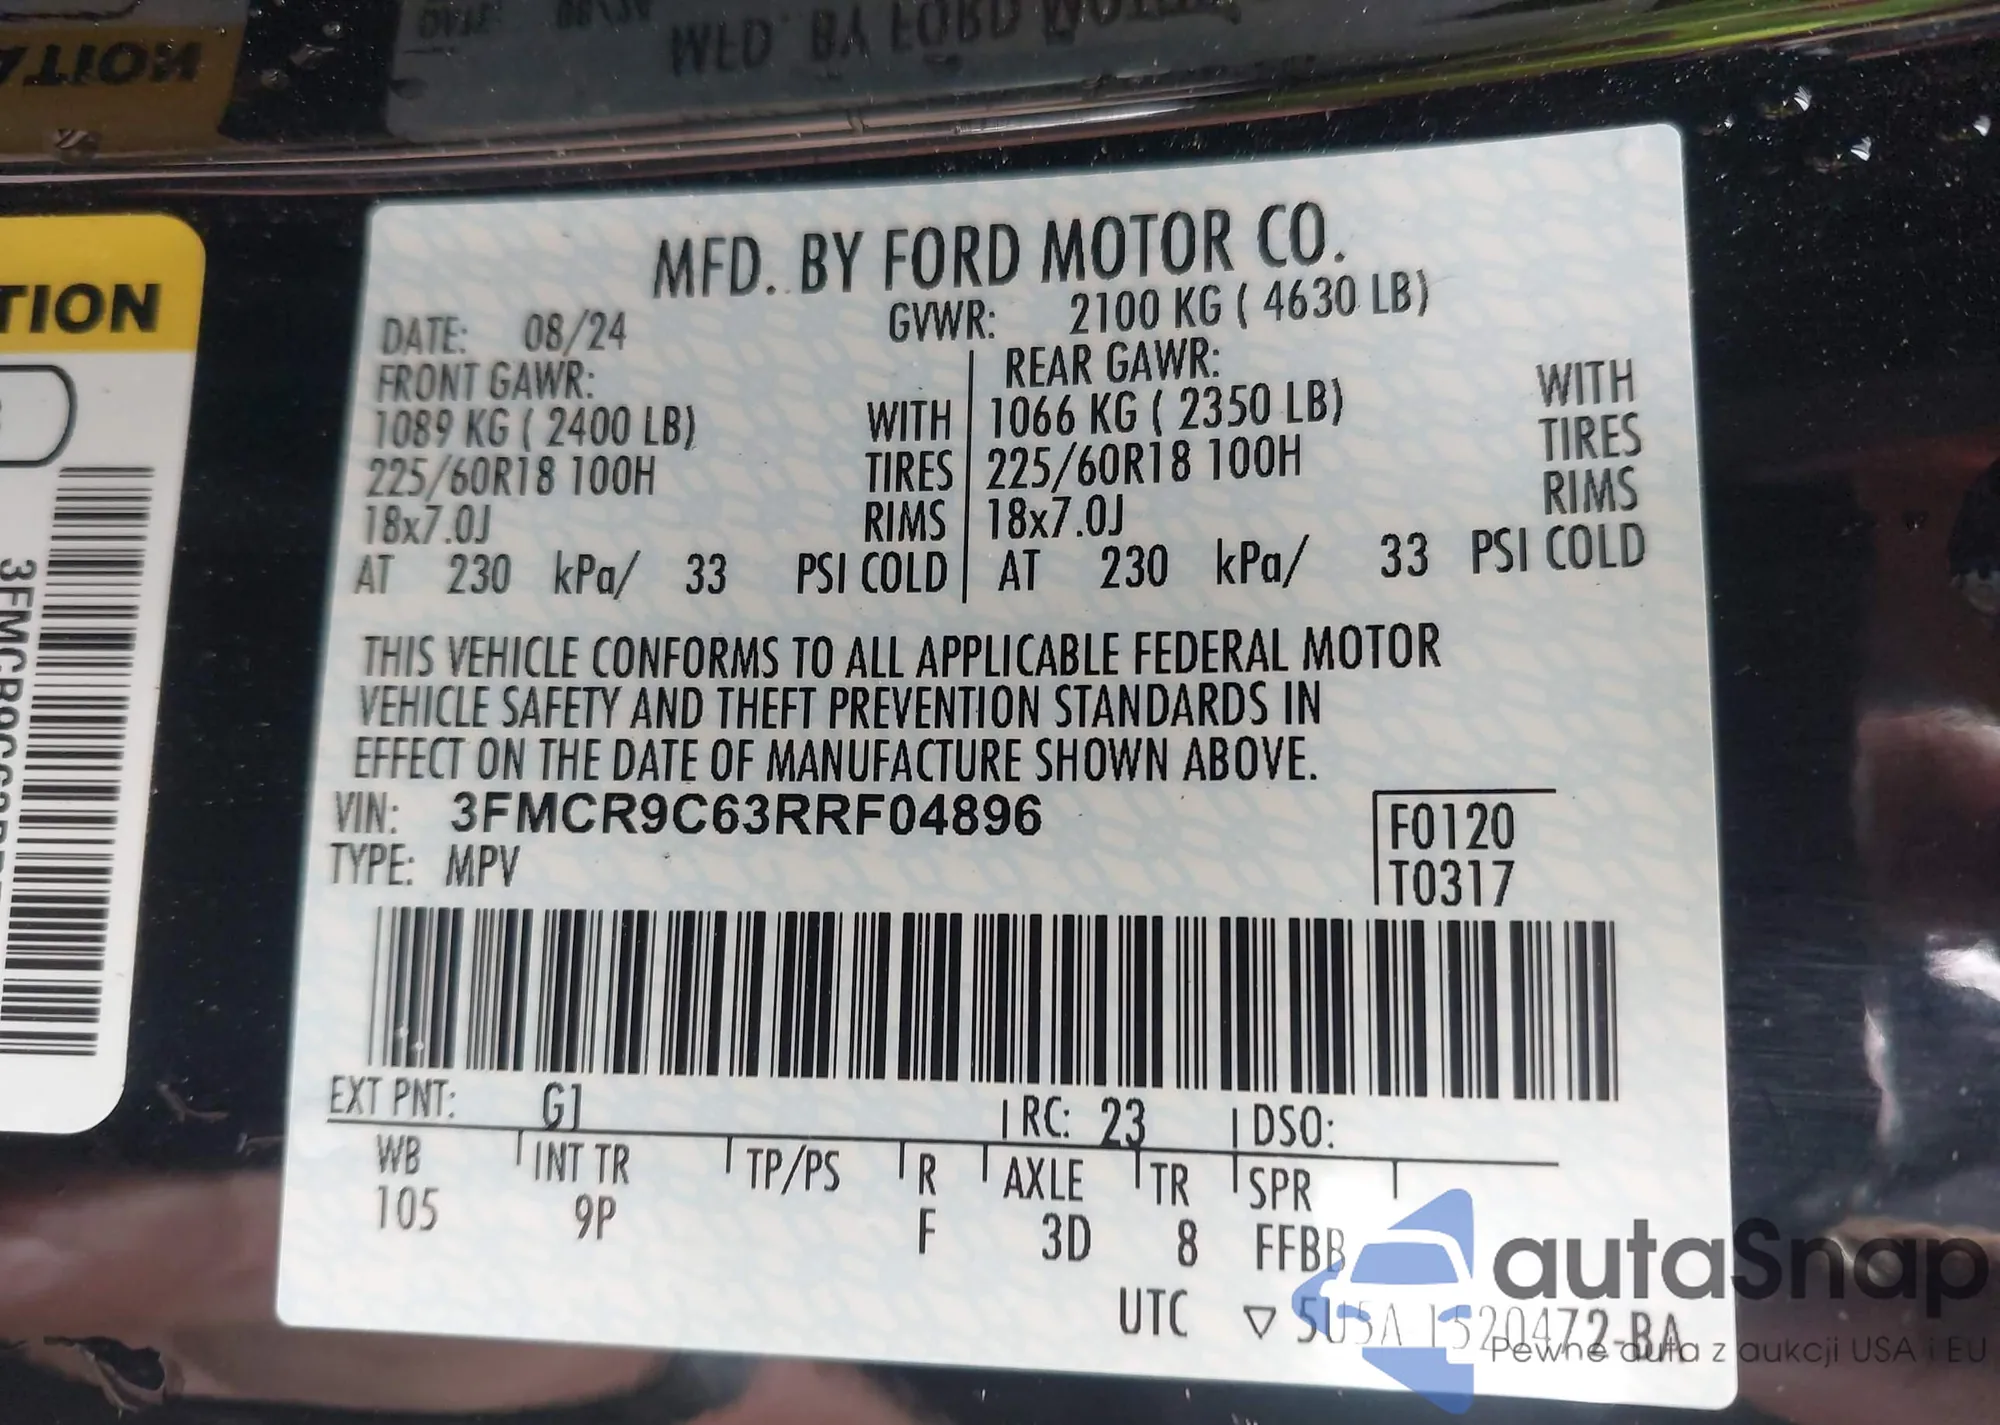 MFD. BY FORD MOTOR CO.
DATE: 08/24 GVWR: 2100 KG ( 4630 LB)
FRONT GAWR: REAR GAWR:
1089 KG ( 2400 LB) WITH 1066 KG ( 2350 LB) WITH
225/60R18 100H TIRES 225/60R18 100H TIRES
18x7.0J RIMS 18x7.0J RIMS
AT 230 kPa/ 33 PSI COLD AT 230 kPa/ 33 PSI COLD
THIS VEHICLE CONFORMS TO ALL APPLICABLE FEDERAL MOTOR
VEHICLE SAFETY AND THEFT PREVENTION STANDARDS IN
EFFECT ON THE DATE OF MANUFACTURE SHOWN ABOVE.
VIN: 3FMCR9C63RRF04896
TYPE: MPV
F0120
T0317
EXT PNT: G1 RC: 23 DSO:
WB INT TR TP/PS R AXLE TR SPR
105 9P F 3D 8 FFBB
UTC ▽ 5U5A 1520472-BA
TION
autaSnap
Pewne auta z aukcji USA i EU